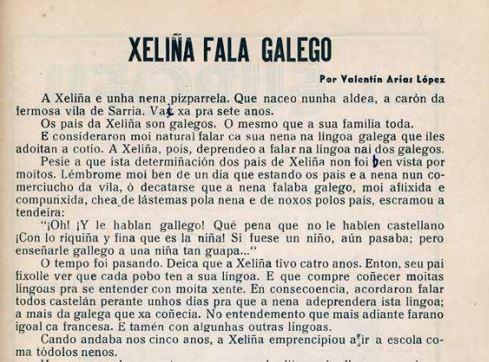 XELIÑA FALA GALEGO
Por Valentín Arias López
A Xeliña e unha nena pizparrela. Que naceo nunha aldea, a carón da
fermosa vila de Sarria. Vai xa pra sete anos.
Os pais da Xeliña son galegos. O mesmo que a sua familia toda.
E consideraron moi natural falar ca sua nena na lingoa galega que iles
adoitan a cotio. A Xeliña, pois, deprendeo a falar na lingoa nai dos galegos.
Pesie a que ista determiñación dos pais de Xeliña non foi ben vista por
moitos. Lémbrome moi ben de un dia que estando os pais e a nena nun co-
merciucho da vila, ó decatarse que a nena falaba galego, moi aflixida e
compunxida, chea de lástemas pola nena e de noxos polos pais, escramou a
tendeira:
"¡Oh! ¡Y le hablan gallego! Qué pena que no le hablen castellano
¡Con lo riquiña y fina que es la niña! Si fuese un niño, aún pasaba; pero
enseñarle gallego a una niña tan guapa..."
O tempo foi pasando. Deica que a Xeliña tivo catro anos. Enton, seu pai
fixolle ver que cada pobo ten a sua lingoa. E que compre coñecer moitas
lingoas pra se entender con moita xente. En consecoencia, acordaron falar
todos castelán perante unhos dias pra que a nena adeprendera ista lingoa;
a mais da galega que xa coñecia. No entendemento que mais adiante farano
igoal ca francesa. E tamén con algunhas outras lingoas.
Cando andaba nos cinco anos, a Xeliña emprencipiou a ir a escola co-
ma tódolos nenos.